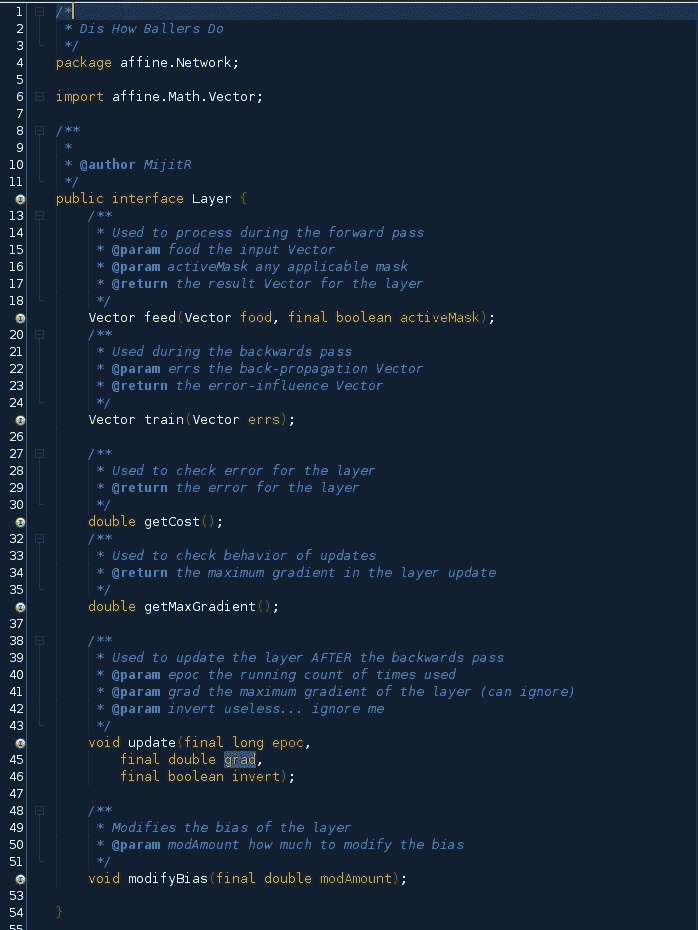 1 /*
2  * Dis How Ballers Do
3  */
4 package affine.Network;
5
6 import affine.Math.Vector;
7
8 /**
9  *
10  * @author MijitR
11  */
public interface Layer {
13     /**
14      * Used to process during the forward pass
15      * @param food the input Vector
16      * @param activeMask any applicable mask
17      * @return the result Vector for the layer
18      */
    Vector feed(Vector food, final boolean activeMask);
20     /**
21      * Used during the backwards pass
22      * @param errs the back-propagation Vector
23      * @return the error-influence Vector
24      */
    Vector train(Vector errs);
26
27     /**
28      * Used to check error for the layer
29      * @return the error for the layer
30      */
    double getCost();
32     /**
33      * Used to check behavior of updates
34      * @return the maximum gradient in the layer update
35      */
    double getMaxGradient();
37
38     /**
39      * Used to update the layer AFTER the backwards pass
40      * @param epoc the running count of times used
41      * @param grad the maximum gradient of the layer (can ignore)
42      * @param invert useless... ignore me
43      */
    void update(final long epoc,
45         final double grad,
46         final boolean invert);
47
48     /**
49      * Modifies the bias of the layer
50      * @param modAmount how much to modify the bias
51      */
    void modifyBias(final double modAmount);
53
54 }
55